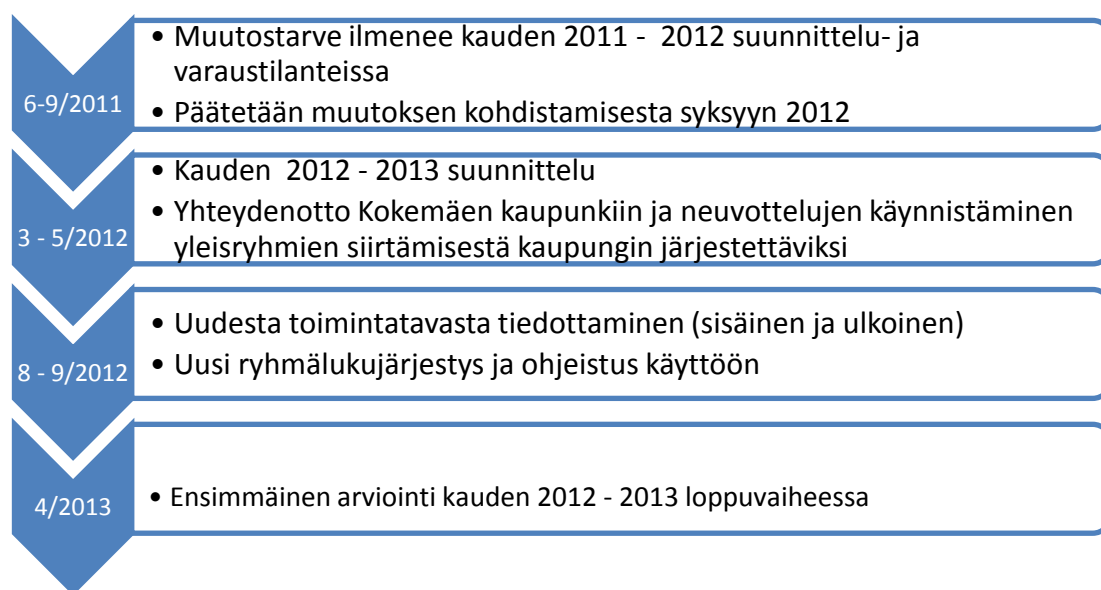 6-9/2011
• Muutostarve ilmenee kauden 2011 -  2012 suunnittelu- ja
varaustilanteissa
• Päätetään muutoksen kohdistamisesta syksyyn 2012
3 - 5/2012
• Kauden  2012 - 2013 suunnittelu
• Yhteydenotto Kokemäen kaupunkiin ja neuvottelujen käynnistäminen
yleisryhmien siirtämisestä kaupungin järjestettäviksi
8 - 9/2012
• Uudesta toimintatavasta tiedottaminen (sisäinen ja ulkoinen)
• Uusi ryhmälukujärjestys ja ohjeistus käyttöön
4/2013
• Ensimmäinen arviointi kauden 2012 - 2013 loppuvaiheessa